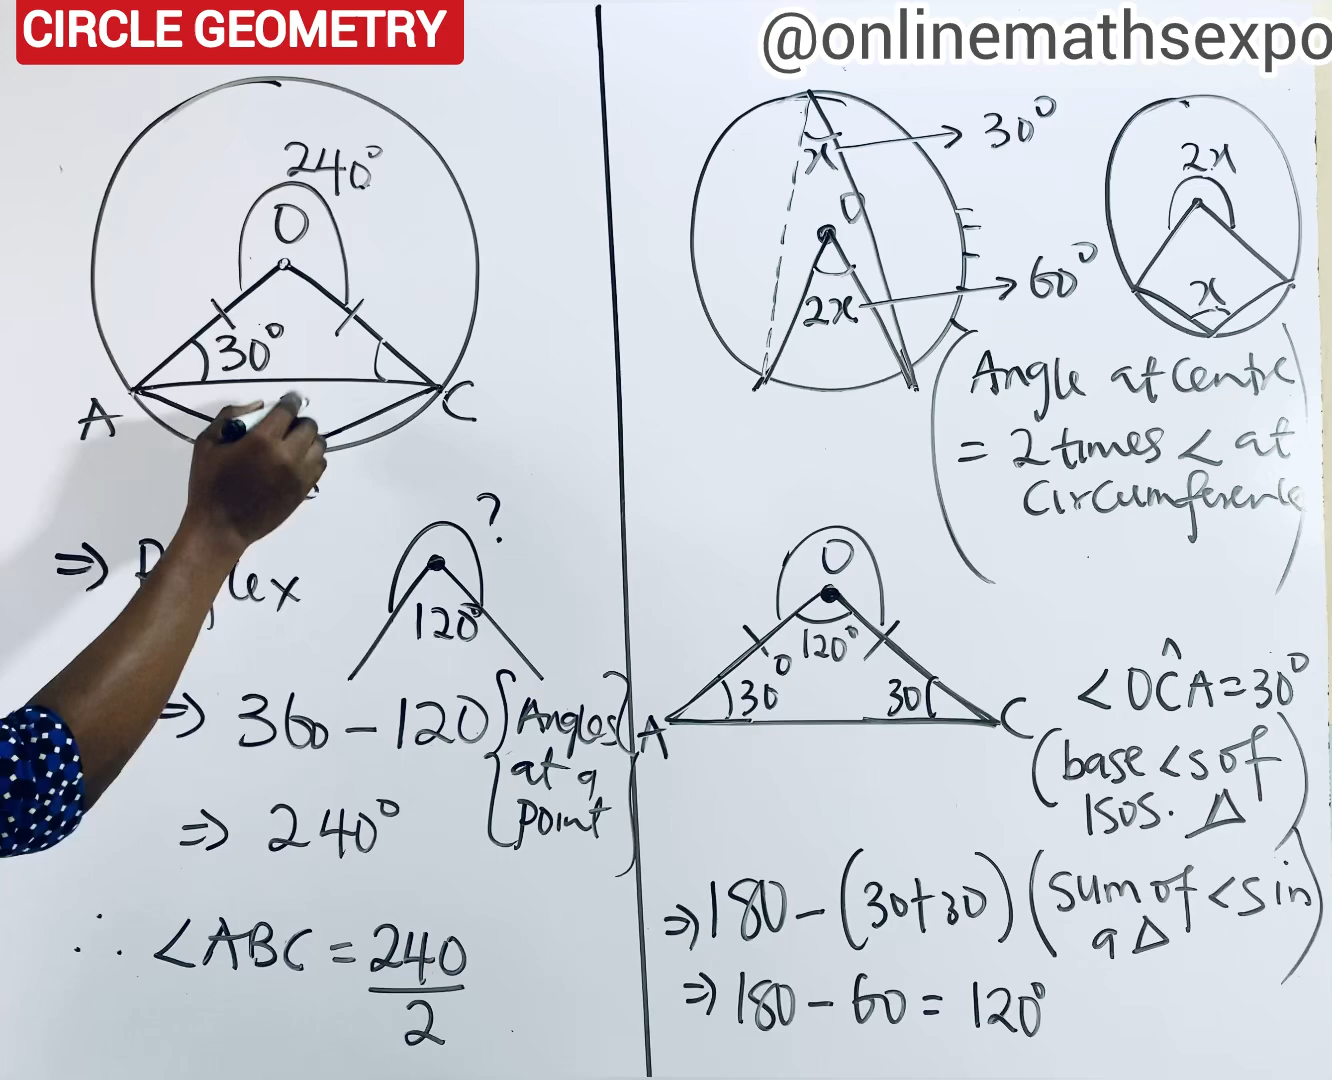 CIRCLE GEOMETRY
@onlinemathsexpo
240°
O
30°
A
C
x
30°
O
2x
60°
2x
x
Angle at Centre
= 2 times < at
Circumference
?
120°
⇒ 360 - 120
Angles
at a
point
⇒ 240°
∴ ∠ABC = 240
2
O
120°
30°
30
A
C
<OĈA = 30°
(base <s of
isos. Δ)
⇒ 180 - (30+30) (sum of <s in
a Δ)
⇒ 180 - 60 = 120°